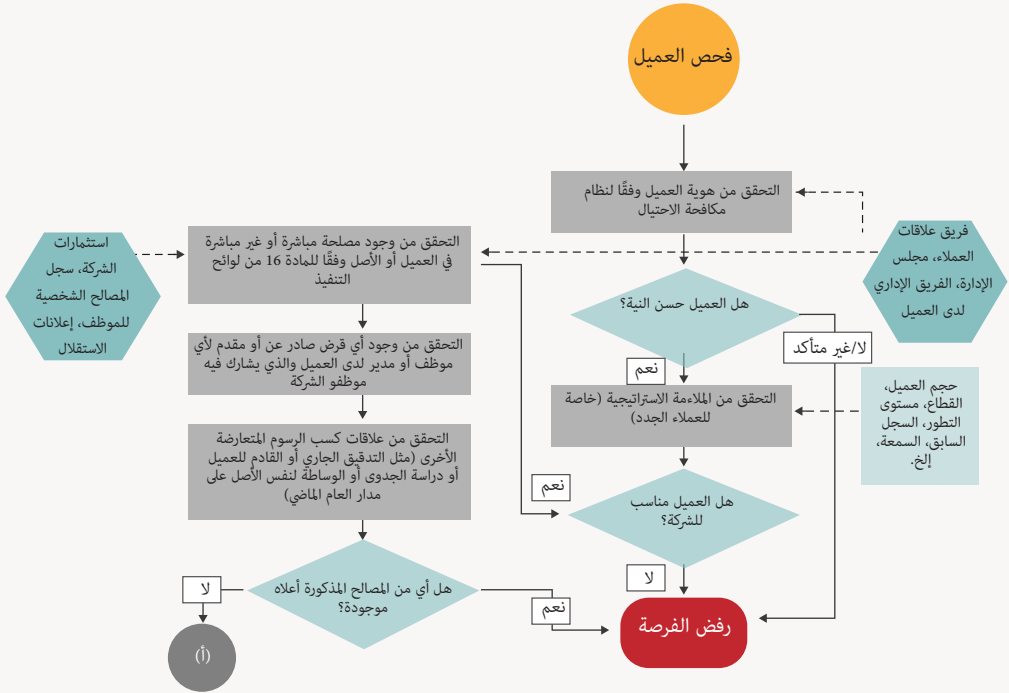 فحص العميل
التحقق من هوية العميل وفقًا لنظام
مكافحة الاحتيال
فريق علاقات
العملاء، مجلس
الإدارة، الفريق الإداري
لدى العميل
هل العميل حسن النية؟
لا/غير متأكد
نعم
التحقق من الملاءمة الاستراتيجية (خاصة
للعملاء الجدد)
حجم العميل،
القطاع، مستوى
التطور، السجل
السابق، السمعة،
إلخ.
هل العميل مناسب
للشركة؟
نعم
لا
رفض الفرصة
استثمارات
الشركة، سجل
المصالح الشخصية
للموظف، إعلانات
الاستقلال
التحقق من وجود مصلحة مباشرة أو غير مباشرة
في العميل أو الأصل وفقًا للمادة 16 من لوائح
التنفيذ
التحقق من وجود أي قرض صادر عن أو مقدم لأي
موظف أو مدير لدى العميل والذي يشارك فيه
موظفو الشركة
التحقق من علاقات كسب الرسوم المتعارضة
الأخرى (مثل التدقيق الجاري أو القادم للعميل
أو دراسة الجدوى أو الوساطة لنفس الأصل على
مدار العام الماضي)
هل أي من المصالح المذكورة أعلاه
موجودة؟
نعم
لا
(أ)